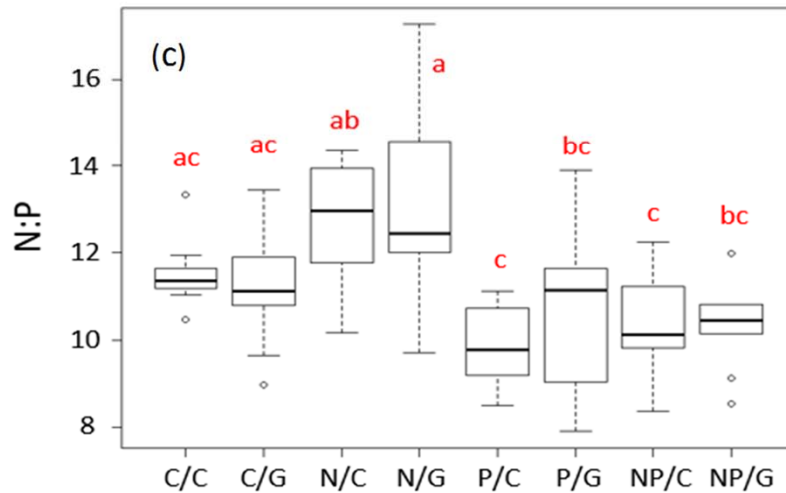 (c)
N:P
16
14
12
10
8
ac
ac
ab
a
c
bc
c
bc
C/C C/G N/C N/G P/C P/G NP/C NP/G